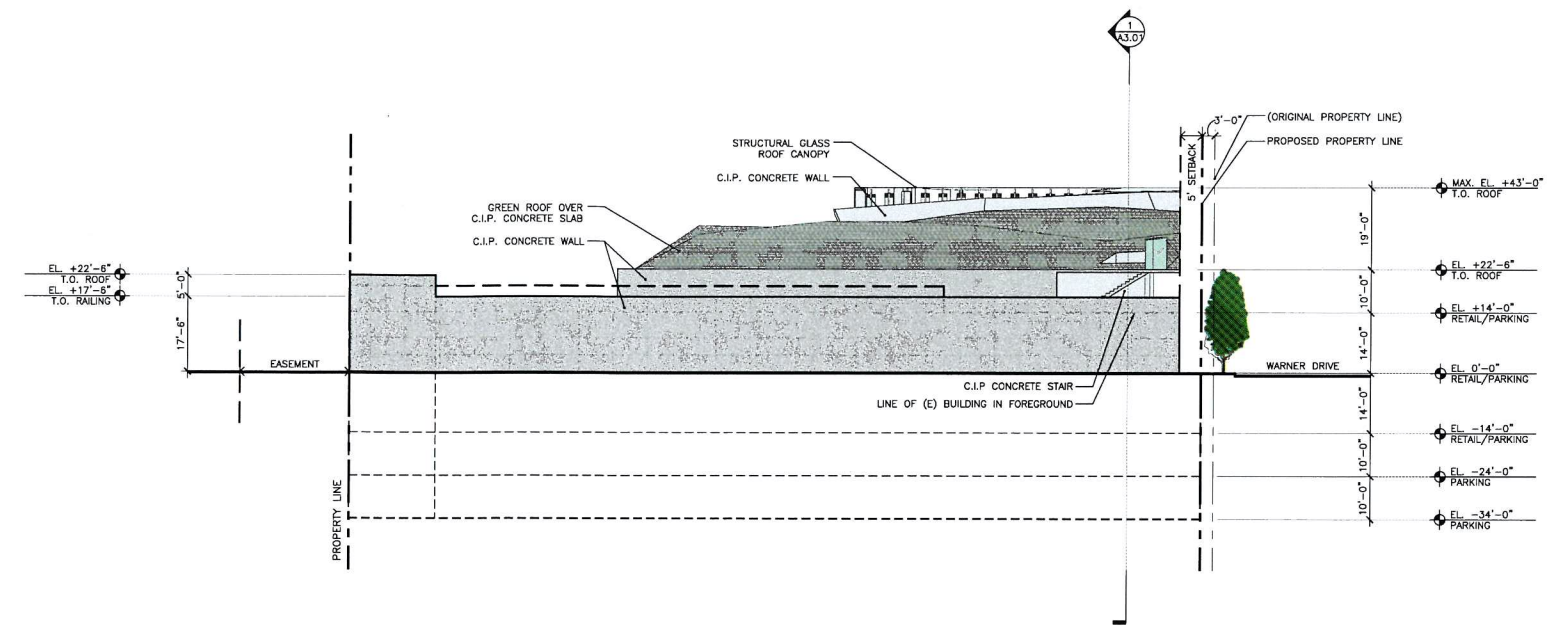 1
A3.01
3'-0"
(ORIGINAL PROPERTY LINE)
PROPOSED PROPERTY LINE
5' SETBACK
STRUCTURAL GLASS
ROOF CANOPY
C.I.P. CONCRETE WALL
GREEN ROOF OVER
C.I.P. CONCRETE SLAB
C.I.P. CONCRETE WALL
MAX. EL. +43'-0"
T.O. ROOF
19'-0"
EL. +22'-6"
T.O. ROOF
EL. +17'-6"
T.O. RAILING
5'-0"
17'-6"
EL. +22'-6"
T.O. ROOF
10'-0"
EL. +14'-0"
RETAIL/PARKING
14'-0"
EASEMENT
WARNER DRIVE
EL. 0'-0"
RETAIL/PARKING
C.I.P CONCRETE STAIR
LINE OF (E) BUILDING IN FOREGROUND
14'-0"
EL. -14'-0"
RETAIL/PARKING
10'-0"
EL. -24'-0"
PARKING
10'-0"
EL. -34'-0"
PARKING
PROPERTY LINE